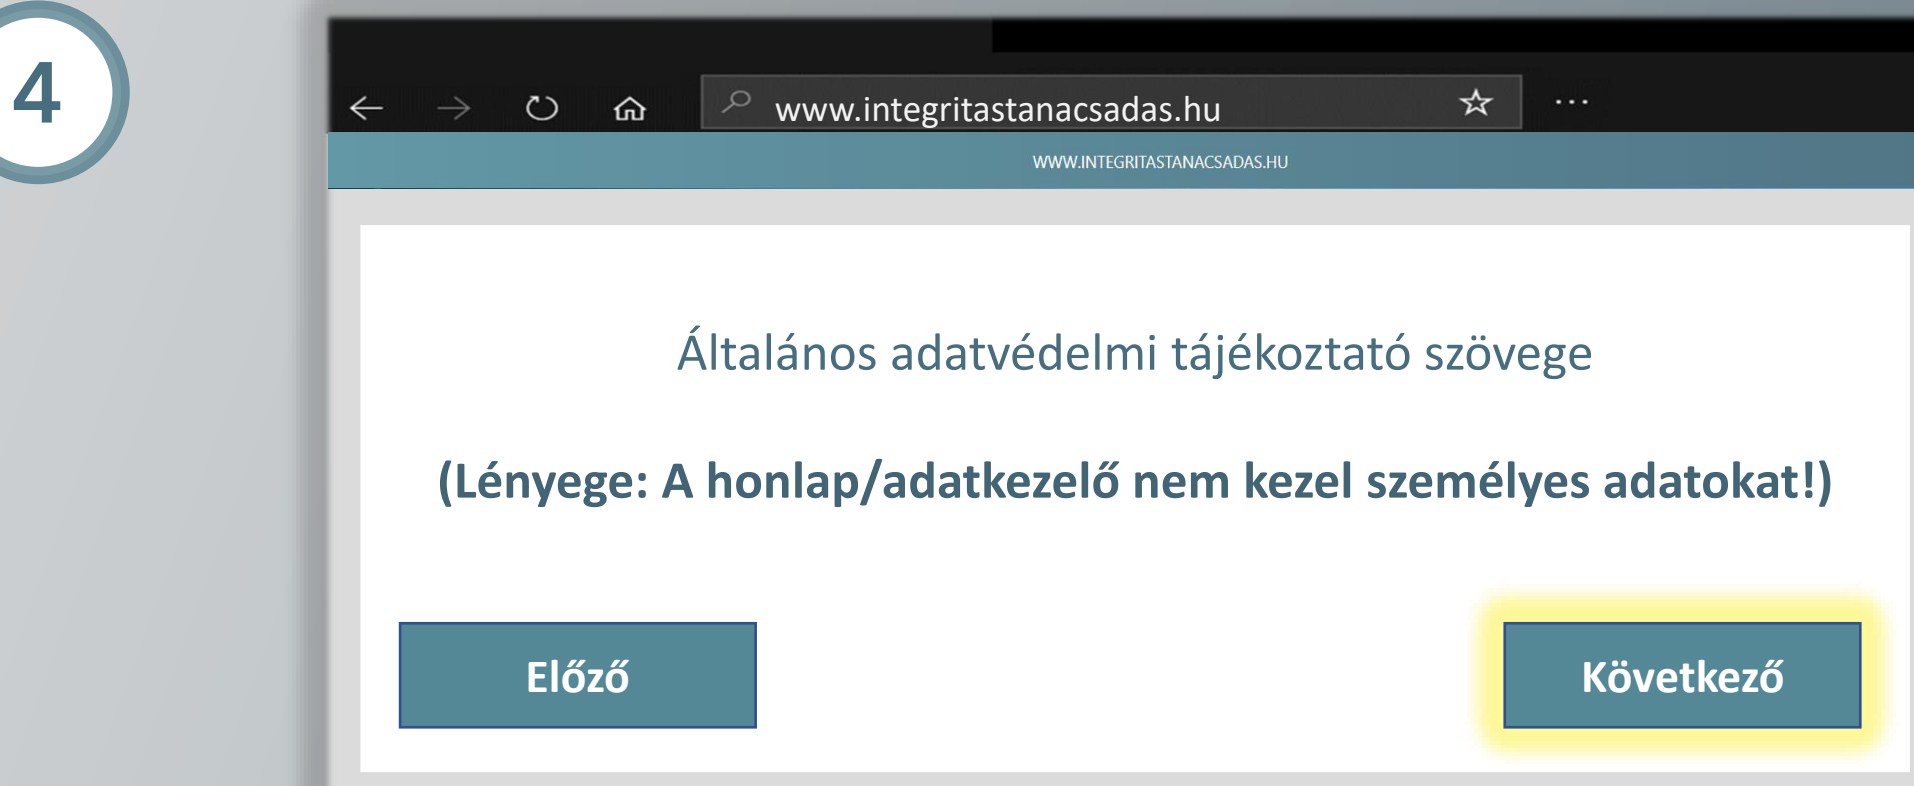 4
www.integritastanacsadas.hu
WWW.INTEGRITASTANACSADAS.HU
Általános adatvédelmi tájékoztató szövege
(Lényege: A honlap/adatkezelő nem kezel személyes adatokat!)
Előző
Következő